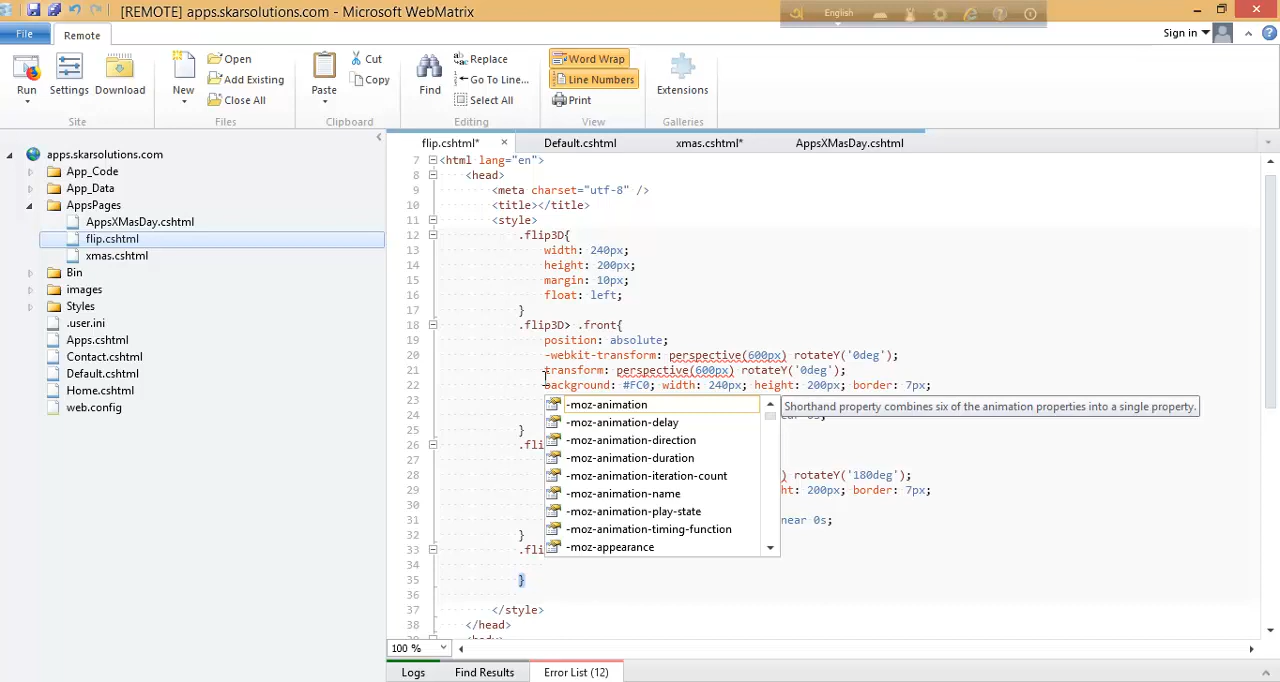 [REMOTE] apps.skarsolutions.com - Microsoft WebMatrix
English
File
Remote
Sign in
Run
Settings
Download
New
Open
Add Existing
Close All
Paste
Cut
Copy
Find
Replace
Go To Line...
Select All
Word Wrap
Line Numbers
Print
Extensions
Site
Files
Clipboard
Editing
View
Galleries
flip.cshtml*
Default.cshtml
xmas.cshtml*
AppsXMasDay.cshtml
apps.skarsolutions.com
App_Code
App_Data
AppsPages
AppsXMasDay.cshtml
flip.cshtml
xmas.cshtml
Bin
images
Styles
.user.ini
Apps.cshtml
Contact.cshtml
Default.cshtml
Home.cshtml
web.config
7 <html lang="en">
8 <head>
9 <meta charset="utf-8" />
10 <title></title>
11 <style>
12 .flip3D{
13 width: 240px;
14 height: 200px;
15 margin: 10px;
16 float: left;
17 }
18 .flip3D> .front{
19 position: absolute;
20 -webkit-transform: perspective(600px) rotateY('0deg');
21 transform: perspective(600px) rotateY('0deg');
22 background: #FC0; width: 240px; height: 200px; border: 7px;
23
24 0s;
25 }
26 .fli
27
28 ) rotateY('180deg');
29 ht: 200px; border: 7px;
30
31 near 0s;
32 }
33 .fli
34
35 }
36
37 </style>
38 </head>
-moz-animation
-moz-animation-delay
-moz-animation-direction
-moz-animation-duration
-moz-animation-iteration-count
-moz-animation-name
-moz-animation-play-state
-moz-animation-timing-function
-moz-appearance
Shorthand property combines six of the animation properties into a single property.
100 %
Logs
Find Results
Error List (12)